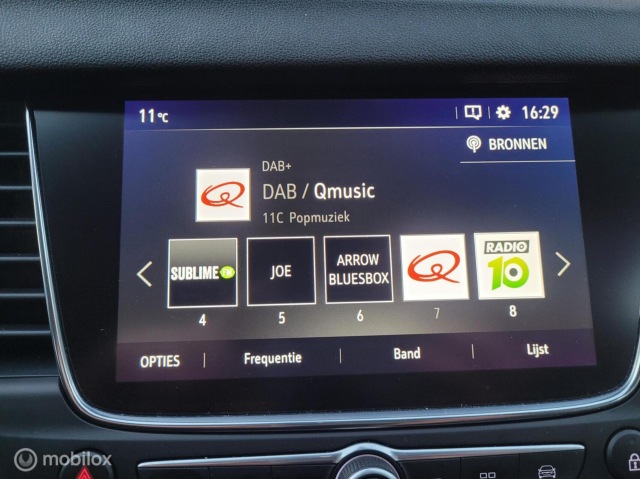 11°C
16:29
BRONNEN
DAB+
DAB / Qmusic
11C Popmuziek
SUBLIME FM
JOE
ARROW BLUESBOX
Q
RADIO 10
4 5 6 7 8
OPTIES Frequentie Band Lijst
mobilox